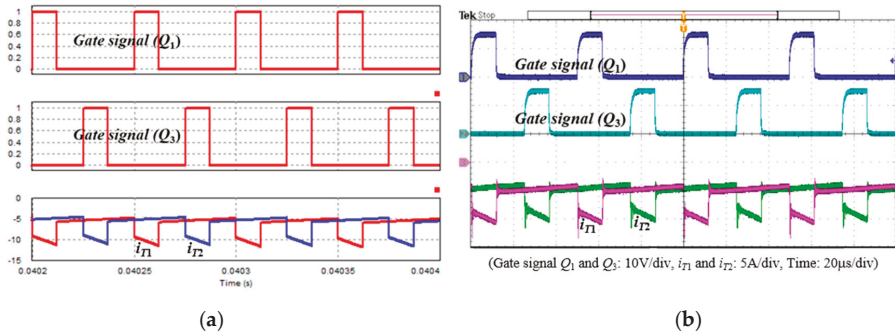 1
0.8
0.6
0.4
0.2
0
Gate signal (Q1)
1
0.8
0.6
0.4
0.2
0
Gate signal (Q3)
0
-5
-10
-15
iT1
iT2
0.0402
0.04025
0.0403
0.04035
0.0404
Time (s)
(a)
Tek Stop
Gate signal (Q1)
Gate signal (Q3)
iT1
iT2
(Gate signal Q1 and Q3: 10V/div, iT1 and iT2: 5A/div, Time: 20μs/div)
(b)